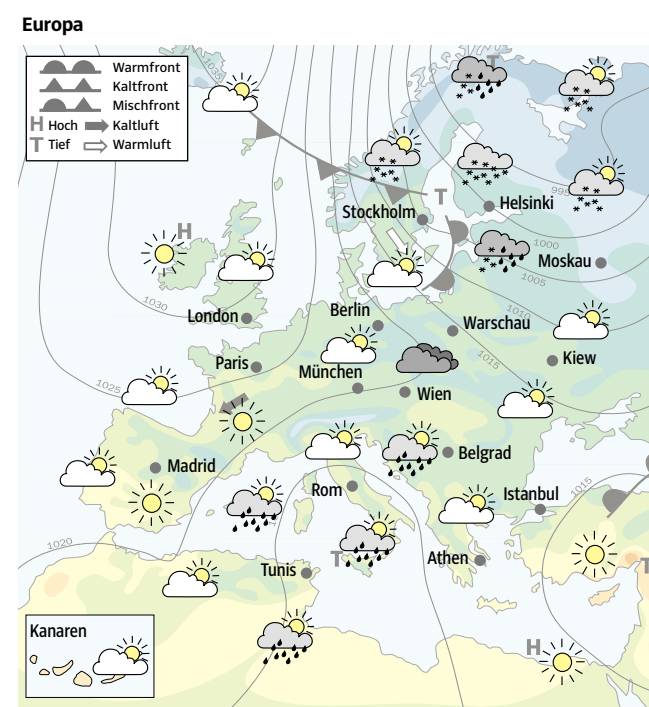 Europa
Warmfront
Kaltfront
Mischfront
H Hoch Kaltluft
T Tief Warmluft
1035
T
H
T
Stockholm
Helsinki
995
1000
Moskau
1005
1030
London
Berlin
1010
Warschau
Paris
München
1015
Kiew
1025
Wien
Madrid
Belgrad
Rom
Istanbul
1015
1020
Tunis
T
Athen
T
Kanaren
H